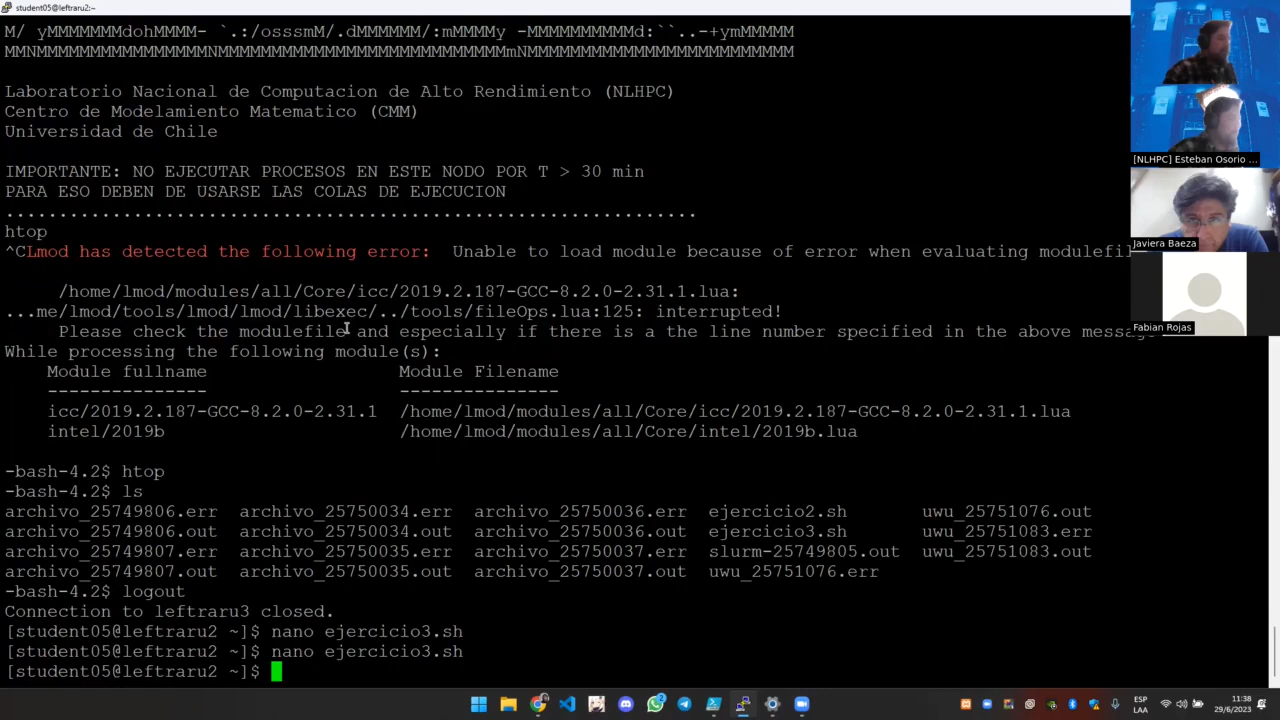 student05@leftraru2:~
M/ yMMMMMMMdohMMMM- `.:/osssmM/.dMMMMMM/:mMMMMy -MMMMMMMMMMd:``..-+ymMMMMM
MMNMMMMMMMMMMMMMMMMNMMMMMMMMMMMMMMMMMMMMMMMMMMMMMMMmNMMMMMMMMMMMMMMMMMMMMMMM
Laboratorio Nacional de Computacion de Alto Rendimiento (NLHPC)
Centro de Modelamiento Matematico (CMM)
Universidad de Chile
IMPORTANTE: NO EJECUTAR PROCESOS EN ESTE NODO POR T > 30 min
PARA ESO DEBEN DE USARSE LAS COLAS DE EJECUCION
.................................................................
htop
^CLmod has detected the following error:  Unable to load module because of error when evaluating modulefil
/home/lmod/modules/all/Core/icc/2019.2.187-GCC-8.2.0-2.31.1.lua:
...me/lmod/tools/lmod/lmod/libexec/../tools/fileOps.lua:125: interrupted!
Please check the modulefile and especially if there is a the line number specified in the above messag
While processing the following module(s):
Module fullname Module Filename
--------------- ---------------
icc/2019.2.187-GCC-8.2.0-2.31.1 /home/lmod/modules/all/Core/icc/2019.2.187-GCC-8.2.0-2.31.1.lua
intel/2019b /home/lmod/modules/all/Core/intel/2019b.lua
-bash-4.2$ htop
-bash-4.2$ ls
archivo_25749806.err archivo_25750034.err archivo_25750036.err ejercicio2.sh uwu_25751076.out
archivo_25749806.out archivo_25750034.out archivo_25750036.out ejercicio3.sh uwu_25751083.err
archivo_25749807.err archivo_25750035.err archivo_25750037.err slurm-25749805.out uwu_25751083.out
archivo_25749807.out archivo_25750035.out archivo_25750037.out uwu_25751076.err
-bash-4.2$ logout
Connection to leftraru3 closed.
[student05@leftraru2 ~]$ nano ejercicio3.sh
[student05@leftraru2 ~]$ nano ejercicio3.sh
[student05@leftraru2 ~]$
[NLHPC] Esteban Osorio ...
Javiera Baeza
Fabian Rojas
2
ESP
LAA
11:38
29/6/2023